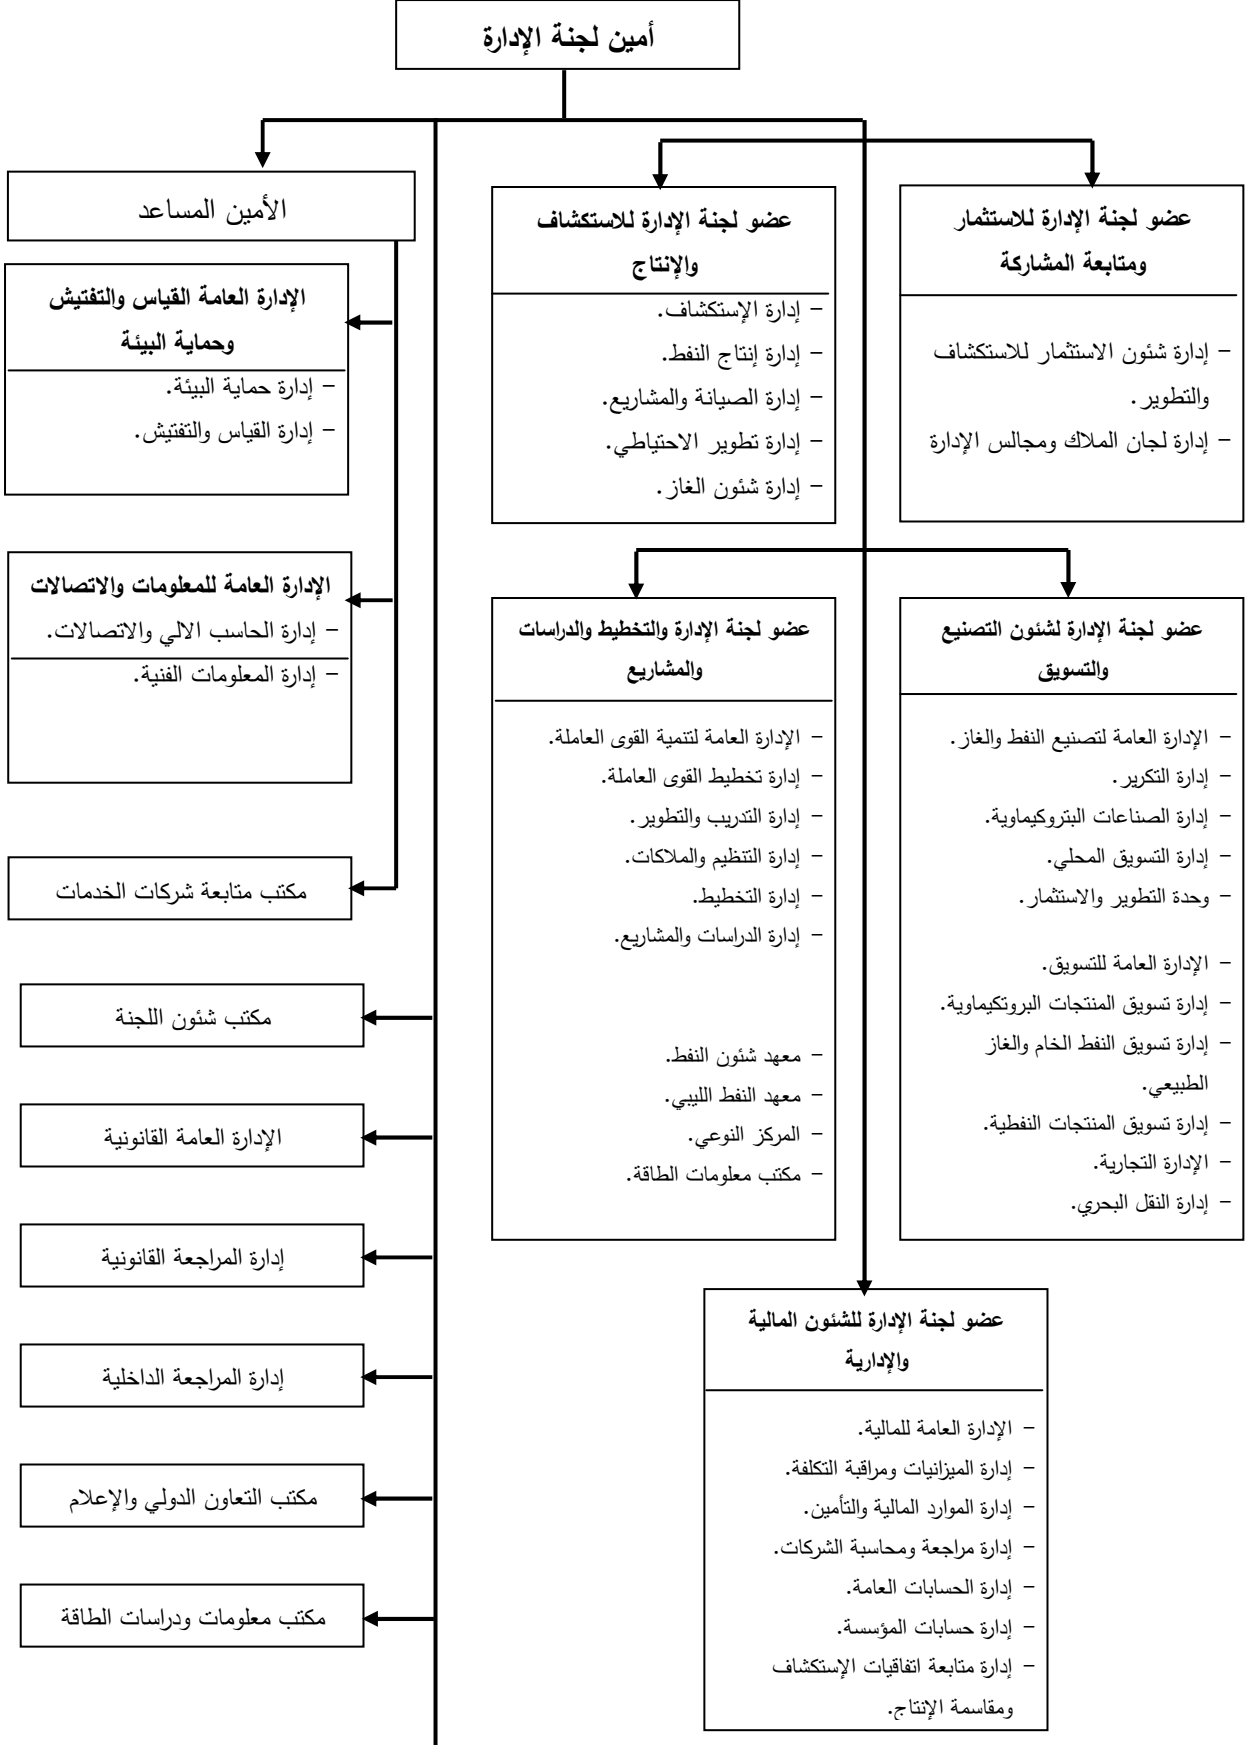 أمين لجنة الإدارة
عضو لجنة الإدارة للاستثمار
ومتابعة المشاركة
– إدارة شئون الاستثمار للاستكشاف
والتطوير.
– إدارة لجان الملاك ومجالس الإدارة
عضو لجنة الإدارة للاستكشاف
والإنتاج
– إدارة الإستكشاف.
– إدارة إنتاج النفط.
– إدارة الصيانة والمشاريع.
– إدارة تطوير الاحتياطي.
– إدارة شئون الغاز.
الأمين المساعد
الإدارة العامة القياس والتفتيش
وحماية البيئة
– إدارة حماية البيئة.
– إدارة القياس والتفتيش.
الإدارة العامة للمعلومات والاتصالات
– إدارة الحاسب الالي والاتصالات.
– إدارة المعلومات الفنية.
مكتب متابعة شركات الخدمات
عضو لجنة الإدارة لشئون التصنيع
والتسويق
– الإدارة العامة لتصنيع النفط والغاز.
– إدارة التكرير.
– إدارة الصناعات البتروكيماوية.
– إدارة التسويق المحلي.
– وحدة التطوير والاستثمار.
– الإدارة العامة للتسويق.
– إدارة تسويق المنتجات البروتكيماوية.
– إدارة تسويق النفط الخام والغاز
الطبيعي.
– إدارة تسويق المنتجات النفطية.
– الإدارة التجارية.
– إدارة النقل البحري.
عضو لجنة الإدارة والتخطيط والدراسات
والمشاريع
– الإدارة العامة لتنمية القوى العاملة.
– إدارة تخطيط القوى العاملة.
– إدارة التدريب والتطوير.
– إدارة التنظيم والملاكات.
– إدارة التخطيط.
– إدارة الدراسات والمشاريع.
– معهد شئون النفط.
– معهد النفط الليبي.
– المركز النوعي.
– مكتب معلومات الطاقة.
مكتب شئون اللجنة
الإدارة العامة القانونية
إدارة المراجعة القانونية
إدارة المراجعة الداخلية
مكتب التعاون الدولي والإعلام
مكتب معلومات ودراسات الطاقة
عضو لجنة الإدارة للشئون المالية
والإدارية
– الإدارة العامة للمالية.
– إدارة الميزانيات ومراقبة التكلفة.
– إدارة الموارد المالية والتأمين.
– إدارة مراجعة ومحاسبة الشركات.
– إدارة الحسابات العامة.
– إدارة حسابات المؤسسة.
– إدارة متابعة اتفاقيات الإستكشاف
ومقاسمة الإنتاج.